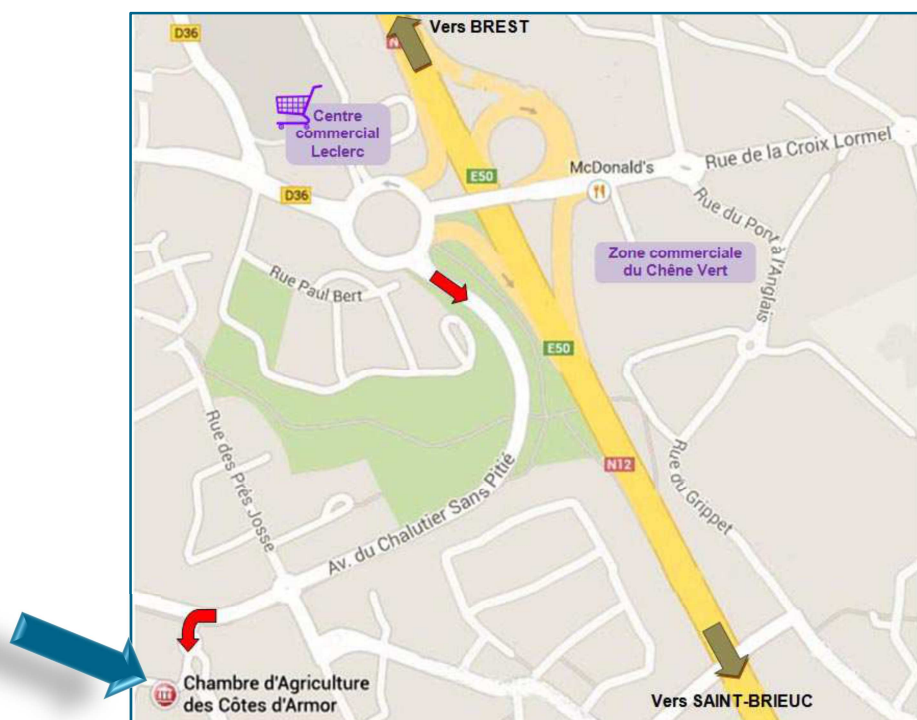 Vers BREST
D36
N
Centre
commercial
Leclerc
E50
McDonald's
Rue de la Croix Lormel
D36
Rue du Pont à l'Anglais
Zone commerciale
du Chêne Vert
Rue Paul Bert
E50
Rue des Prés Josse
N12
Rue du Grippet
Av. du Chalutier Sans Pitié
Chambre d'Agriculture
des Côtes d'Armor
Vers SAINT-BRIEUC